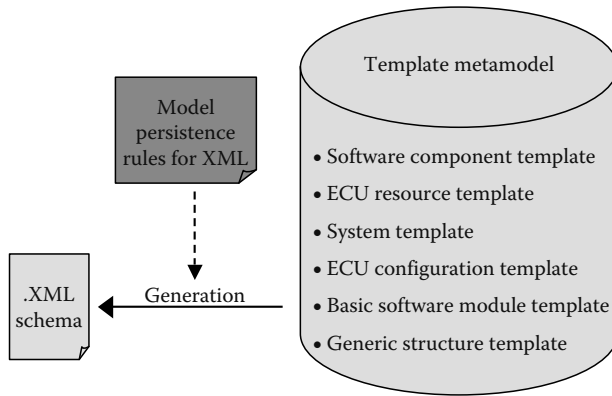 Template metamodel
Model
persistence
rules for XML
• Software component template
• ECU resource template
• System template
• ECU configuration template
• Basic software module template
• Generic structure template
Generation
.XML
schema